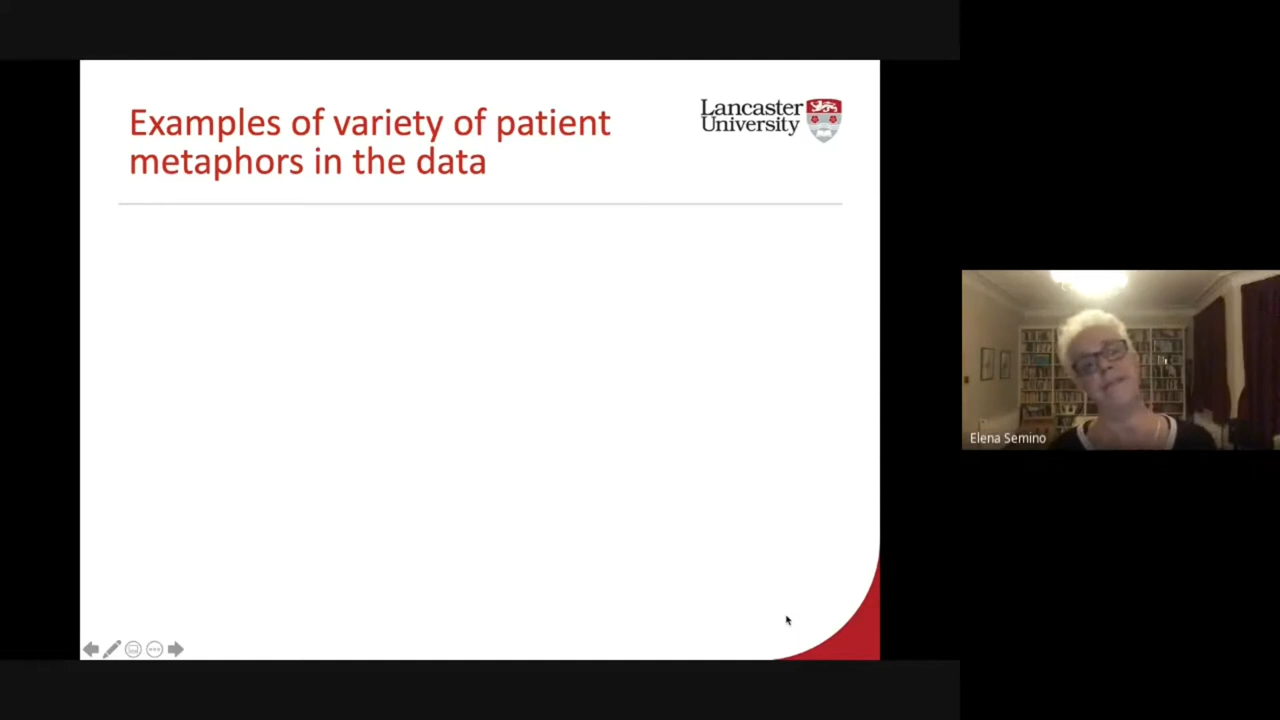 Examples of variety of patient
metaphors in the data
Lancaster
University
Elena Semino